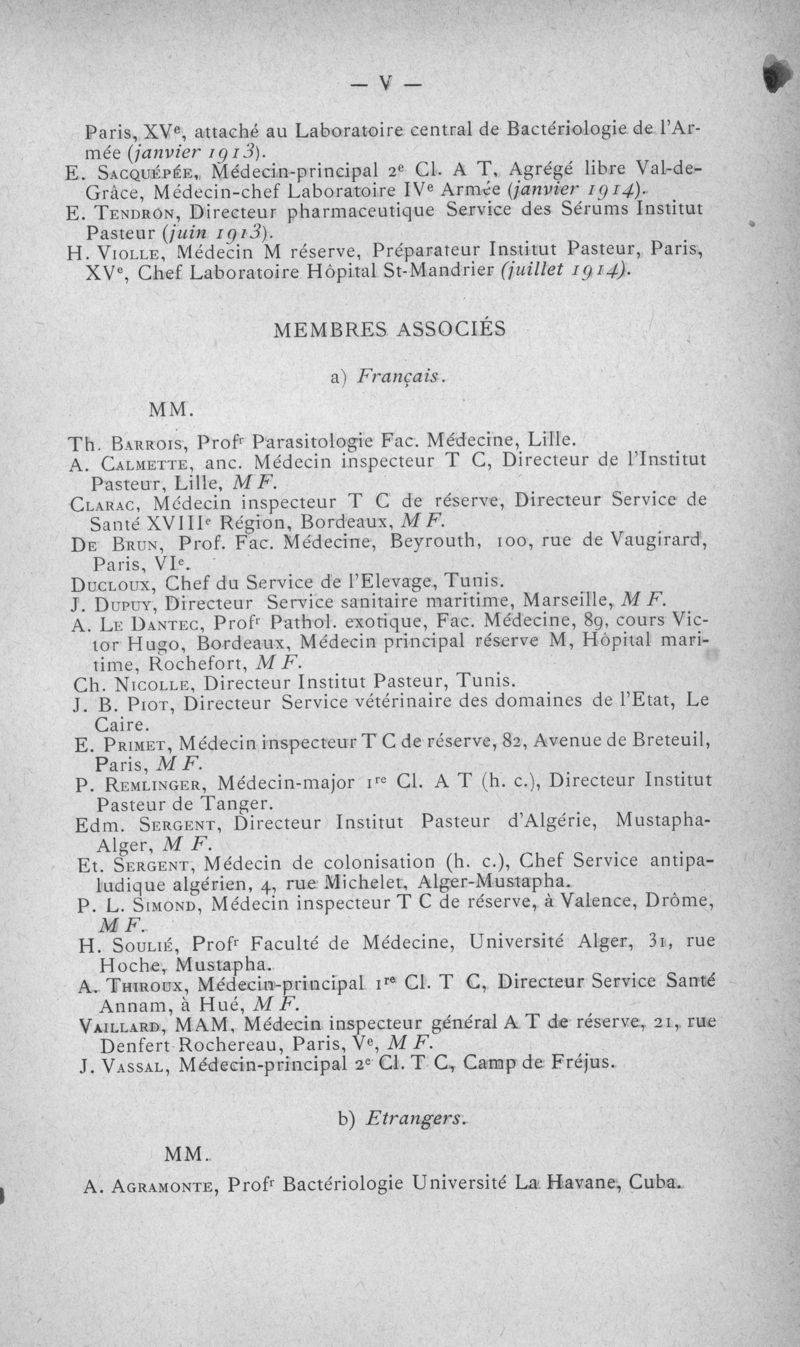 — V —
Paris, XVe, attaché au Laboratoire central de Bactériologie de l'Ar-
mée (janvier 1913).
E. SACQUÉPÉE, Médecin-principal 2e Cl. A T, Agrégé libre Val-de-
Grâce, Médecin-chef Laboratoire IVe Armée (janvier 1914).
E. TENDRON, Directeur pharmaceutique Service des Sérums Institut
Pasteur (juin 1913).
H. VIOLLE, Médecin M réserve, Préparateur Institut Pasteur, Paris,
XVe, Chef Laboratoire Hôpital St-Mandrier (juillet 1914).
MEMBRES ASSOCIÉS
a) Français.
MM.
Th. BARROIS, Profr Parasitologie Fac. Médecine, Lille.
A. CALMETTE, anc. Médecin inspecteur T C, Directeur de l'Institut
Pasteur, Lille, M F.
CLARAC, Médecin inspecteur T C de réserve, Directeur Service de
Santé XVIIIe Région, Bordeaux, M F.
DE BRUN, Prof. Fac. Médecine, Beyrouth, 100, rue de Vaugirard,
Paris, VIe.
DUCLOUX, Chef du Service de l'Elevage, Tunis.
J. DUPUY, Directeur Service sanitaire maritime, Marseille, M F.
A. LE DANTEC, Profr Pathol. exotique, Fac. Médecine, 89, cours Vic-
tor Hugo, Bordeaux, Médecin principal réserve M, Hôpital mari-
time, Rochefort, M F.
Ch. NICOLLE, Directeur Institut Pasteur, Tunis.
J. B. PIOT, Directeur Service vétérinaire des domaines de l'Etat, Le
Caire.
E. PRIMET, Médecin inspecteur T C de réserve, 82, Avenue de Breteuil,
Paris, M F.
P. REMLINGER, Médecin-major 1re Cl. A T (h. c.), Directeur Institut
Pasteur de Tanger.
Edm. SERGENT, Directeur Institut Pasteur d'Algérie, Mustapha-
Alger, M F.
Et. SERGENT, Médecin de colonisation (h. c.), Chef Service antipa-
ludique algérien, 4, rue Michelet, Alger-Mustapha.
P. L. SIMOND, Médecin inspecteur T C de réserve, à Valence, Drôme,
M F.
H. SOULIÉ, Profr Faculté de Médecine, Université Alger, 31, rue
Hoche, Mustapha.
A. THIROUX, Médecin-principal 1re Cl. T C, Directeur Service Santé
Annam, à Hué, M F.
VAILLARD, MAM, Médecin inspecteur général A T de réserve, 21, rue
Denfert Rochereau, Paris, Ve, M F.
J. VASSAL, Médecin-principal 2e Cl. T C, Camp de Fréjus.
b) Etrangers.
MM.
A. AGRAMONTE, Profr Bactériologie Université La Havane, Cuba.